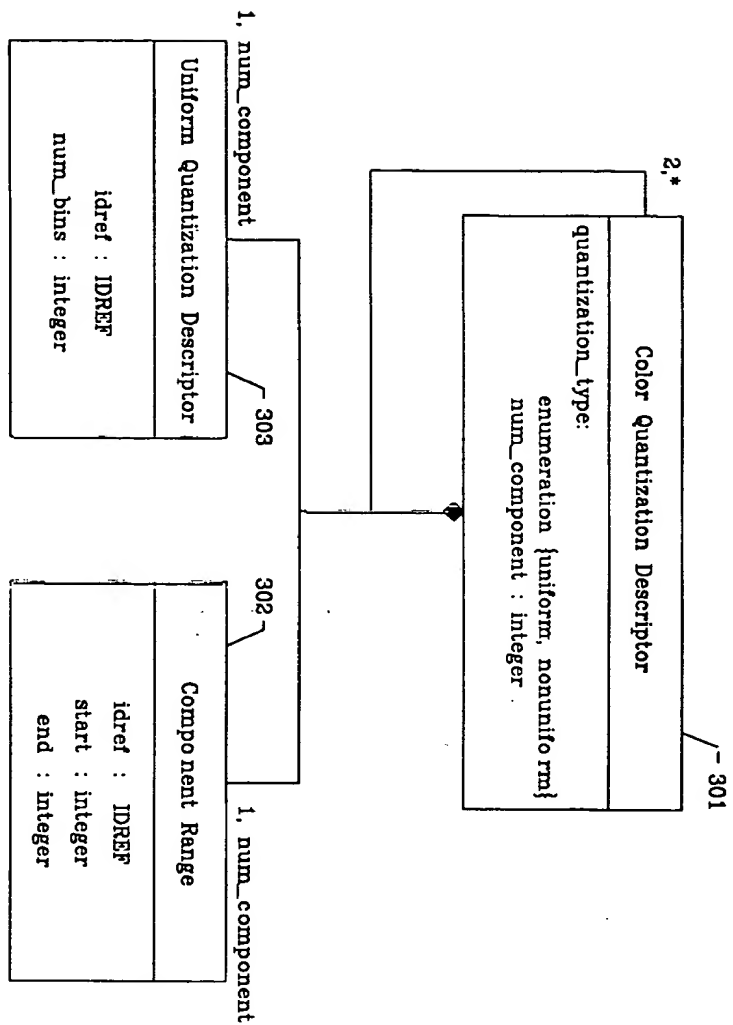 301
2,*
Color Quantization Descriptor
quantization_type:
enumeration {uniform, nonuniform}
num_component : integer
1, num_component
303
Uniform Quantization Descriptor
idref : IDREF
num_bins : integer
302
1, num_component
Component Range
idref : IDREF
start : integer
end : integer